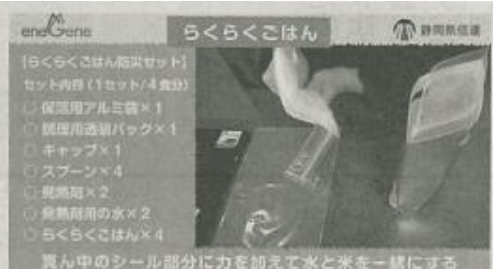 eneGene
らくらくごはん
静岡県信連
[らくらくごはん防災セット]
セット内容(1セット/4食分)
○ 保温用アルミ袋×1
○ 調理用透明パック×1
○ キャップ×1
○ スプーン×4
○ 発熱剤×2
○ 発熱剤用の水×2
○ らくらくごはん×4
真ん中のシール部分に力を加えて水と米を一緒にする